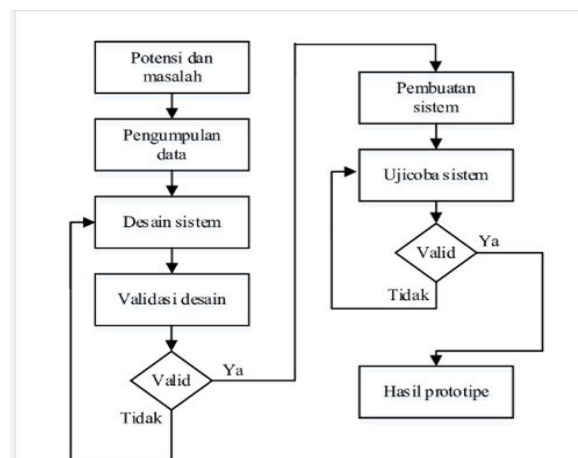 Potensi dan
masalah
Pengumpulan
data
Desain sistem
Validasi desain
Valid
Ya
Tidak
Pembuatan
sistem
Ujicoba sistem
Valid
Ya
Tidak
Hasil prototipe